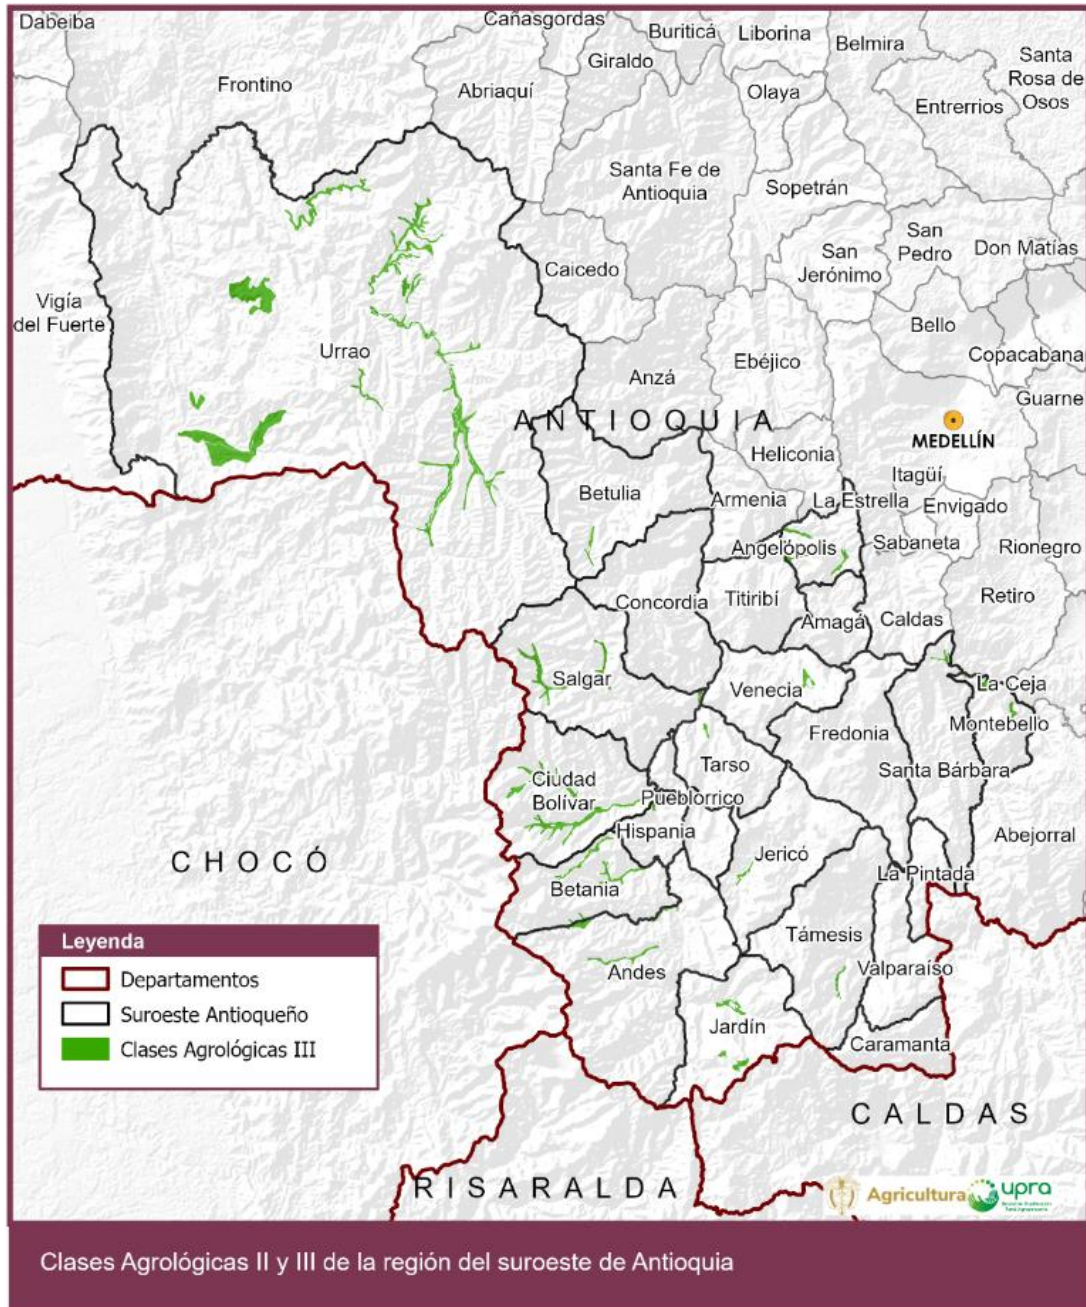 Dabeiba
Cañasgordas
Buriticá
Liborina
Belmira
Giraldo
Santa
Rosa de
Osos
Frontino
Abriaquí
Olaya
Entrerrios
Santa Fe de
Antioquia
Sopetrán
San
Pedro
Don Matías
San
Jerónimo
Caicedo
Vigía
del Fuerte
Bello
Copacabana
Urrao
Ebéjico
Anzá
Guarne
ANTIOQUIA
MEDELLÍN
Heliconia
Itagüí
Betulia
Armenia
La Estrella
Envigado
Angelópolis
Sabaneta
Rionegro
Concordia
Titiribí
Retiro
Amagá
Caldas
Salgar
Venecia
La Ceja
Montebello
Fredonia
Tarso
Santa Bárbara
Ciudad
Bolívar
Pueblorrico
Hispania
Abejorral
CHOCÓ
Jericó
La Pintada
Betania
Támesis
Andes
Valparaíso
Jardín
Caramanta
Leyenda
Departamentos
Suroeste Antioqueño
Clases Agrológicas III
CALDAS
RISARALDA
Agricultura
upra
Clases Agrológicas II y III de la región del suroeste de Antioquia